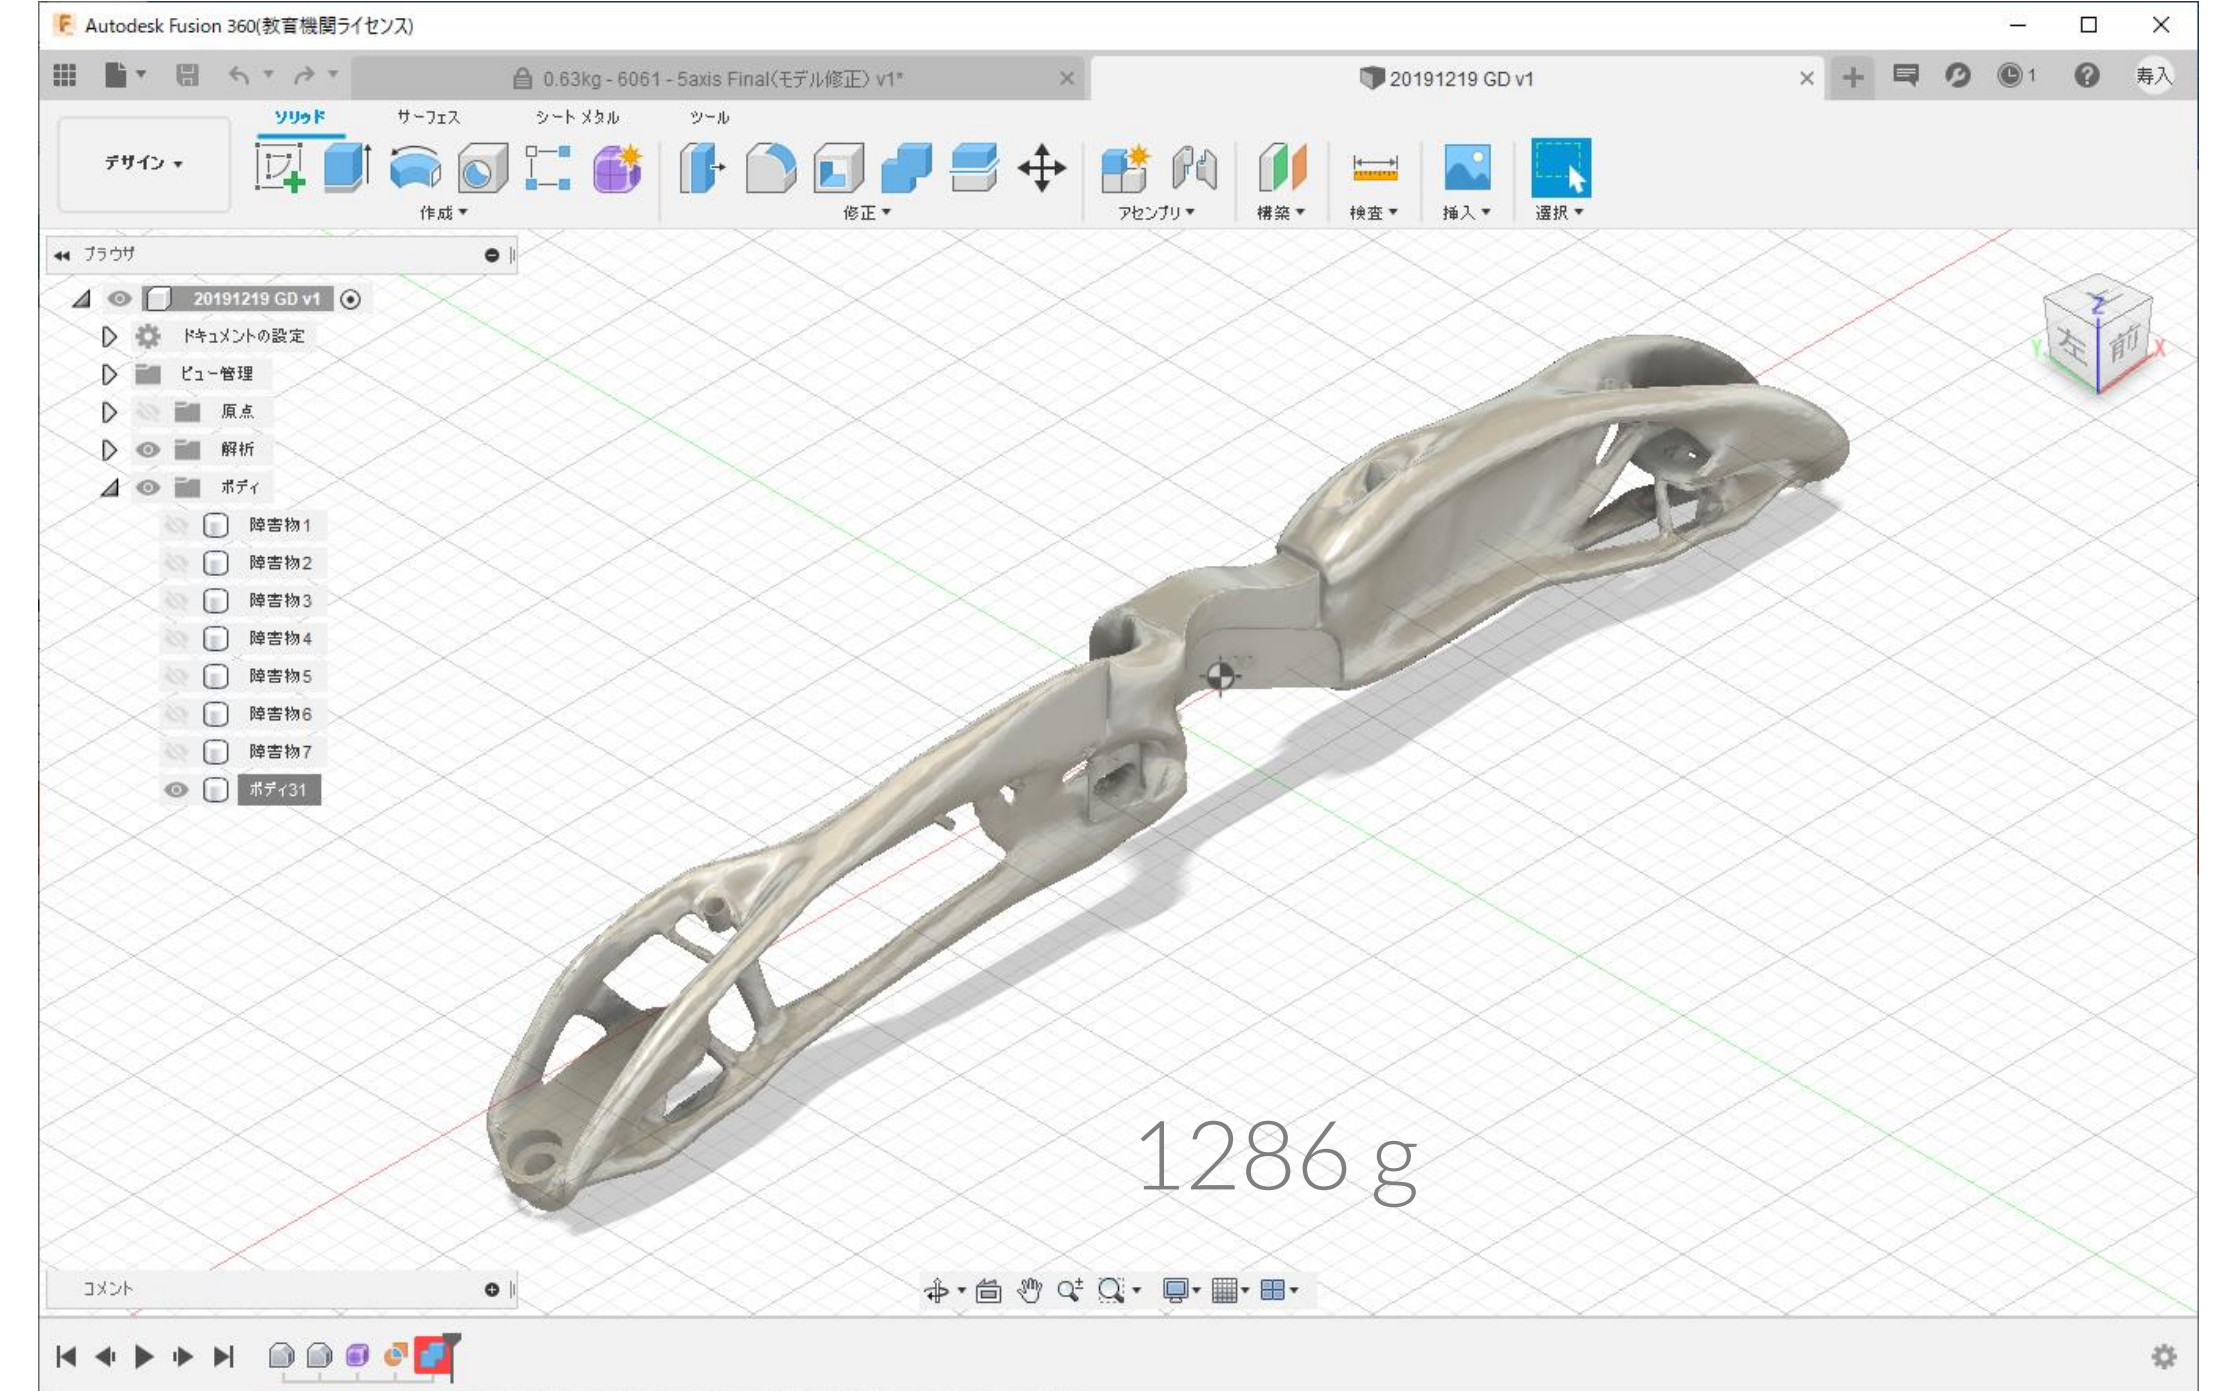 Autodesk Fusion 360(教育機関ライセンス)
0.63kg - 6061 - 5axis Final(モデル修正) v1*
20191219 GD v1
1
寿入
ソリッド
サーフェス
シート メタル
ツール
デザイン
作成
修正
アセンブリ
構築
検査
挿入
選択
ブラウザ
20191219 GD v1
ドキュメントの設定
ビュー管理
原点
解析
ボディ
障害物1
障害物2
障害物3
障害物4
障害物5
障害物6
障害物7
ボディ31
Z
Y
X
左
前
1286 g
コメント